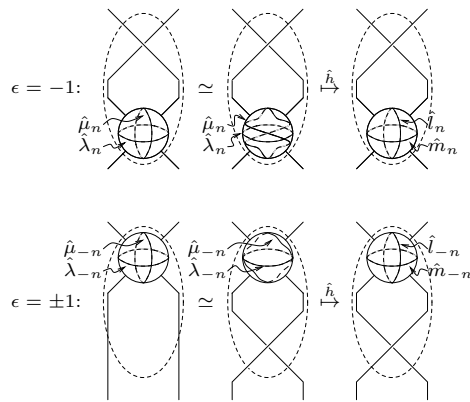 ϵ = −1:
≃
ĥ
↦
μ̂ₙ
λ̂ₙ
μ̂ₙ
λ̂ₙ
l̂ₙ
m̂ₙ
μ̂₋ₙ
λ̂₋ₙ
μ̂₋ₙ
λ̂₋ₙ
l̂₋ₙ
m̂₋ₙ
ϵ = ±1:
≃
ĥ
↦